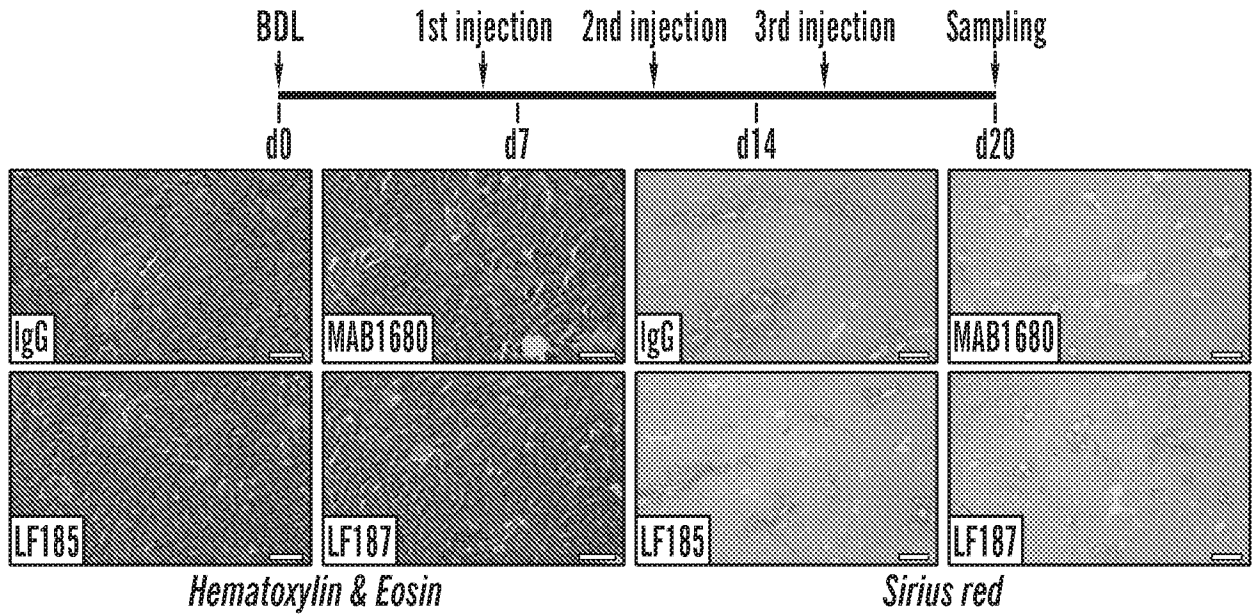 BDL 1st injection 2nd injection 3rd injection Sampling
d0 d7 d14 d20
IgG MAB1680 IgG MAB1680
LF185 LF187 LF185 LF187
Hematoxylin & Eosin Sirius red